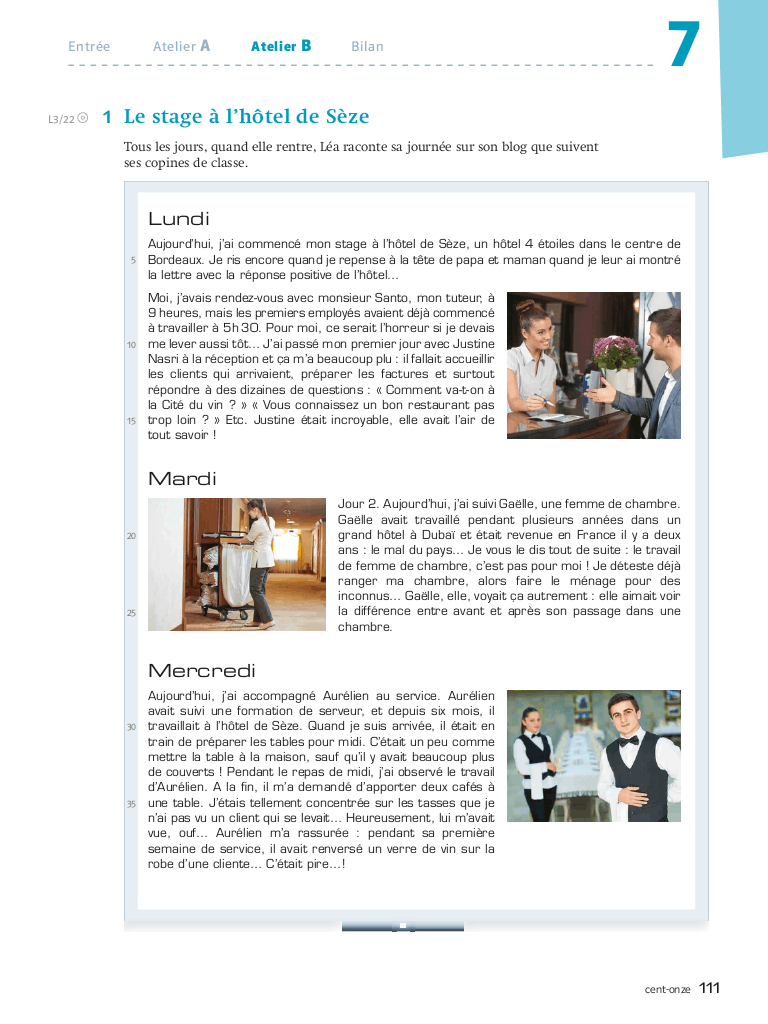 Entrée Atelier A Atelier B Bilan
7
L3/22 1 Le stage à l'hôtel de Sèze
Tous les jours, quand elle rentre, Léa raconte sa journée sur son blog que suivent
ses copines de classe.
Lundi
Aujourd'hui, j'ai commencé mon stage à l'hôtel de Sèze, un hôtel 4 étoiles dans le centre de
5 Bordeaux. Je ris encore quand je repense à la tête de papa et maman quand je leur ai montré
la lettre avec la réponse positive de l'hôtel...
Moi, j'avais rendez-vous avec monsieur Santo, mon tuteur, à
9 heures, mais les premiers employés avaient déjà commencé
à travailler à 5h30. Pour moi, ce serait l'horreur si je devais
10 me lever aussi tôt... J'ai passé mon premier jour avec Justine
Nasri à la réception et ça m'a beaucoup plu : il fallait accueillir
les clients qui arrivaient, préparer les factures et surtout
répondre à des dizaines de questions : « Comment va-t-on à
la Cité du vin ? » « Vous connaissez un bon restaurant pas
15 trop loin ? » Etc. Justine était incroyable, elle avait l'air de
tout savoir !
Mardi
Jour 2. Aujourd'hui, j'ai suivi Gaëlle, une femme de chambre.
Gaëlle avait travaillé pendant plusieurs années dans un
20 grand hôtel à Dubaï et était revenue en France il y a deux
ans : le mal du pays... Je vous le dis tout de suite : le travail
de femme de chambre, c'est pas pour moi ! Je déteste déjà
ranger ma chambre, alors faire le ménage pour des
inconnus... Gaëlle, elle, voyait ça autrement : elle aimait voir
25 la différence entre avant et après son passage dans une
chambre.
Mercredi
Aujourd'hui, j'ai accompagné Aurélien au service. Aurélien
avait suivi une formation de serveur, et depuis six mois, il
30 travaillait à l'hôtel de Sèze. Quand je suis arrivée, il était en
train de préparer les tables pour midi. C'était un peu comme
mettre la table à la maison, sauf qu'il y avait beaucoup plus
de couverts ! Pendant le repas de midi, j'ai observé le travail
d'Aurélien. A la fin, il m'a demandé d'apporter deux cafés à
35 une table. J'étais tellement concentrée sur les tasses que je
n'ai pas vu un client qui se levait... Heureusement, lui m'avait
vue, ouf... Aurélien m'a rassurée : pendant sa première
semaine de service, il avait renversé un verre de vin sur la
robe d'une cliente... C'était pire...!
cent-onze 111